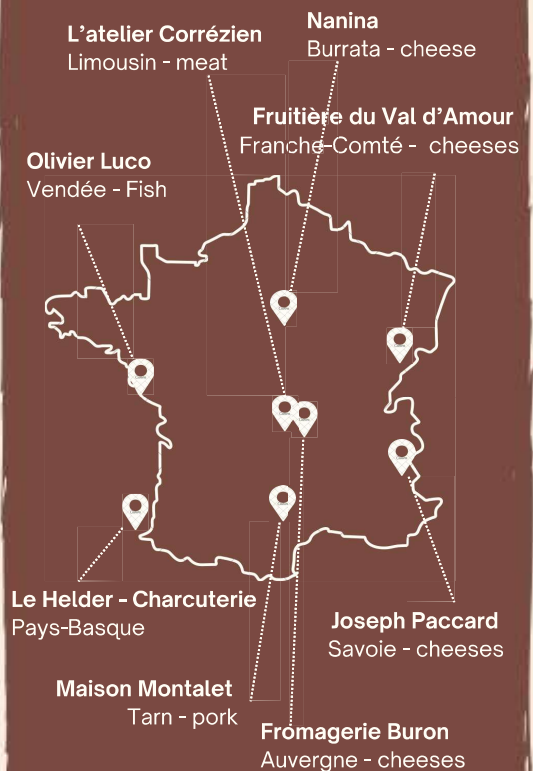 L'atelier Corrézien
Limousin - meat
Nanina
Burrata - cheese
Fruitière du Val d'Amour
Franche-Comté - cheeses
Olivier Luco
Vendée - Fish
Le Helder - Charcuterie
Pays-Basque
Joseph Paccard
Savoie - cheeses
Maison Montalet
Tarn - pork
Fromagerie Buron
Auvergne - cheeses